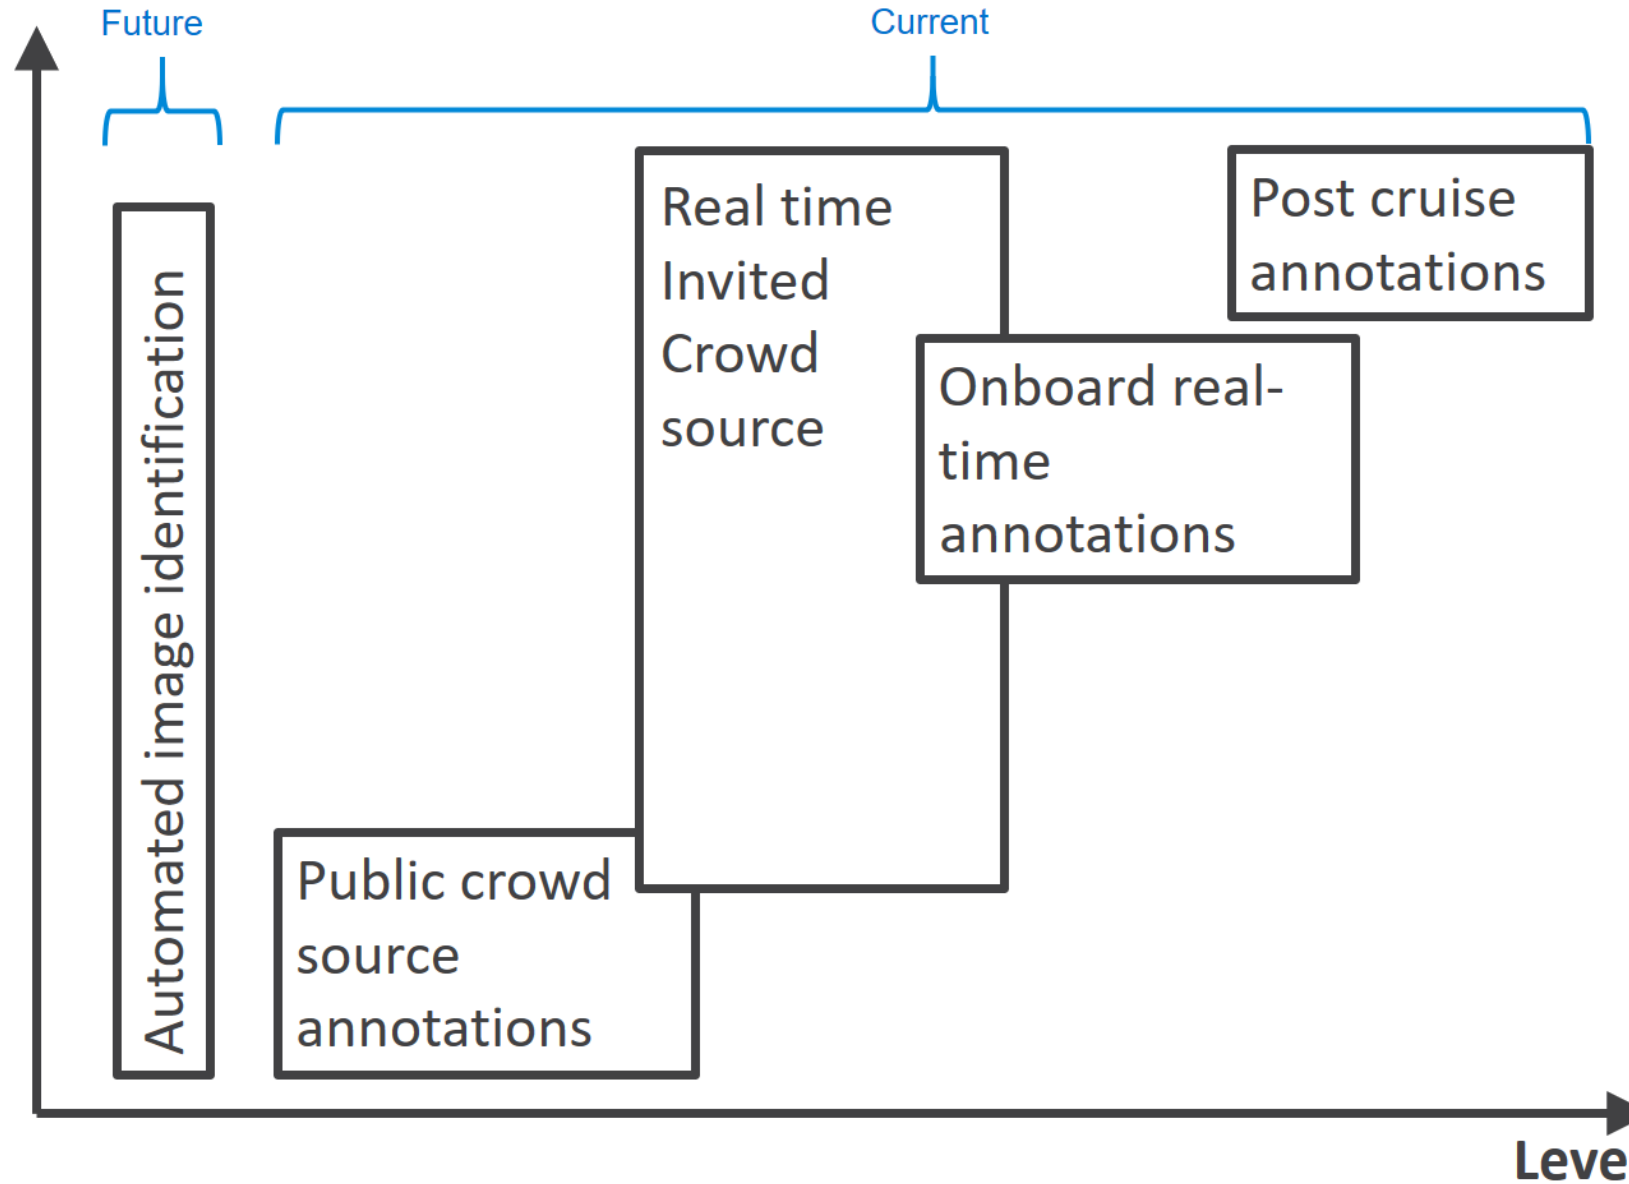 Future
Current
Automated image identification
Real time
Invited
Crowd
source
Post cruise
annotations
Onboard real-
time
annotations
Public crowd
source
annotations
Leve